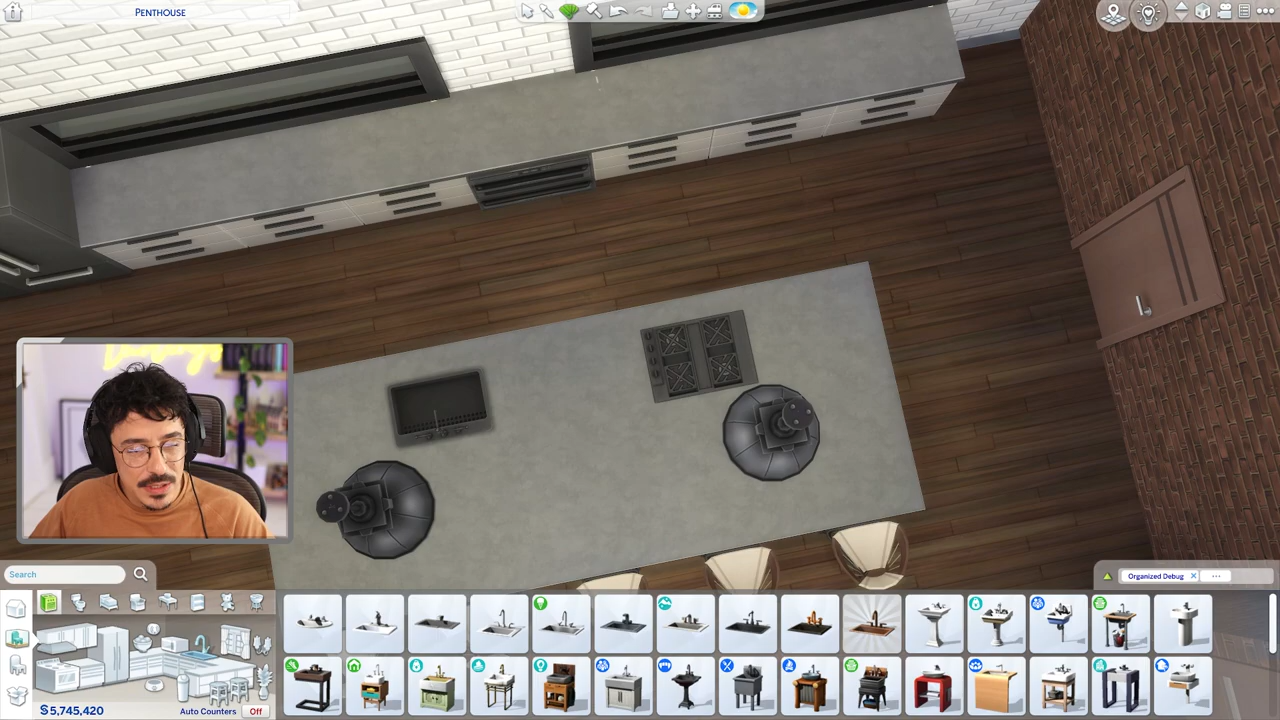 PENTHOUSE
Search
Organized Debug
§5,745,420
Auto Counters Off